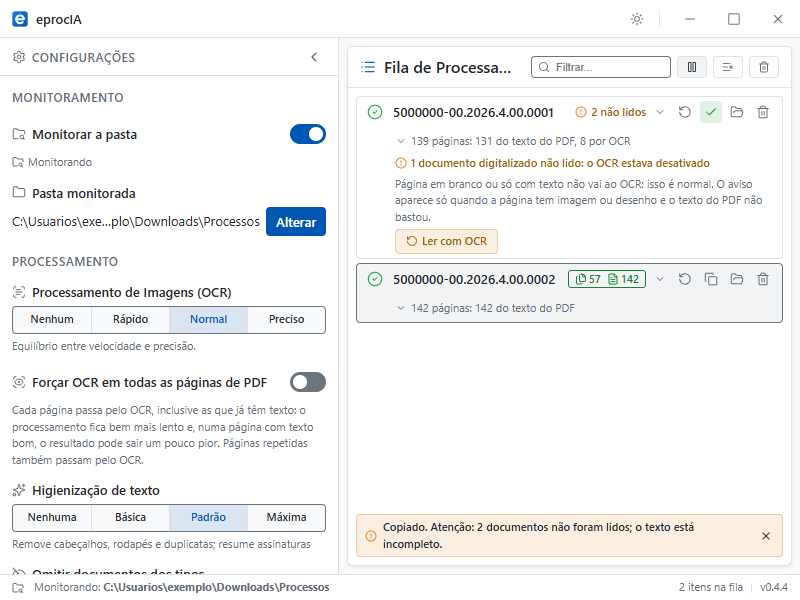 eprocIA
CONFIGURAÇÕES
MONITORAMENTO
Monitorar a pasta
Monitorando
Pasta monitorada
C:\Usuarios\exe...plo\Downloads\Processos
Alterar
PROCESSAMENTO
Processamento de Imagens (OCR)
Nenhum Rápido Normal Preciso
Equilíbrio entre velocidade e precisão.
Forçar OCR em todas as páginas de PDF
Cada página passa pelo OCR, inclusive as que já têm texto: o
processamento fica bem mais lento e, numa página com texto
bom, o resultado pode sair um pouco pior. Páginas repetidas
também passam pelo OCR.
Higienização de texto
Nenhuma Básica Padrão Máxima
Remove cabeçalhos, rodapés e duplicatas; resume assinaturas
Omitir documentos dos tipos
Fila de Processa...
Filtrar...
5000000-00.2026.4.00.0001
2 não lidos
139 páginas: 131 do texto do PDF, 8 por OCR
1 documento digitalizado não lido: o OCR estava desativado
Página em branco ou só com texto não vai ao OCR: isso é normal. O aviso
aparece só quando a página tem imagem ou desenho e o texto do PDF não
bastou.
Ler com OCR
5000000-00.2026.4.00.0002
57 142
142 páginas: 142 do texto do PDF
Copiado. Atenção: 2 documentos não foram lidos; o texto está
incompleto.
Monitorando: C:\Usuarios\exemplo\Downloads\Processos
2 itens na fila
v0.4.4